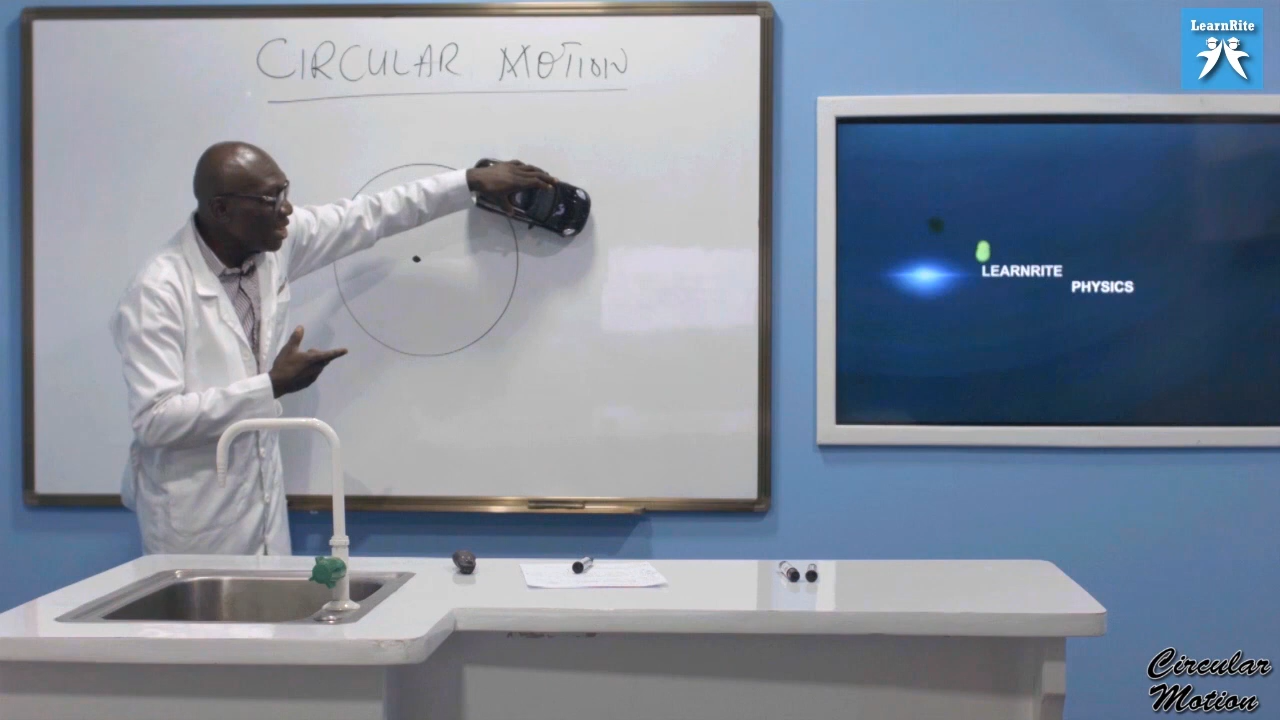 CIRCULAR MOTION
LearnRite
LEARNRITE
PHYSICS
Circular
Motion